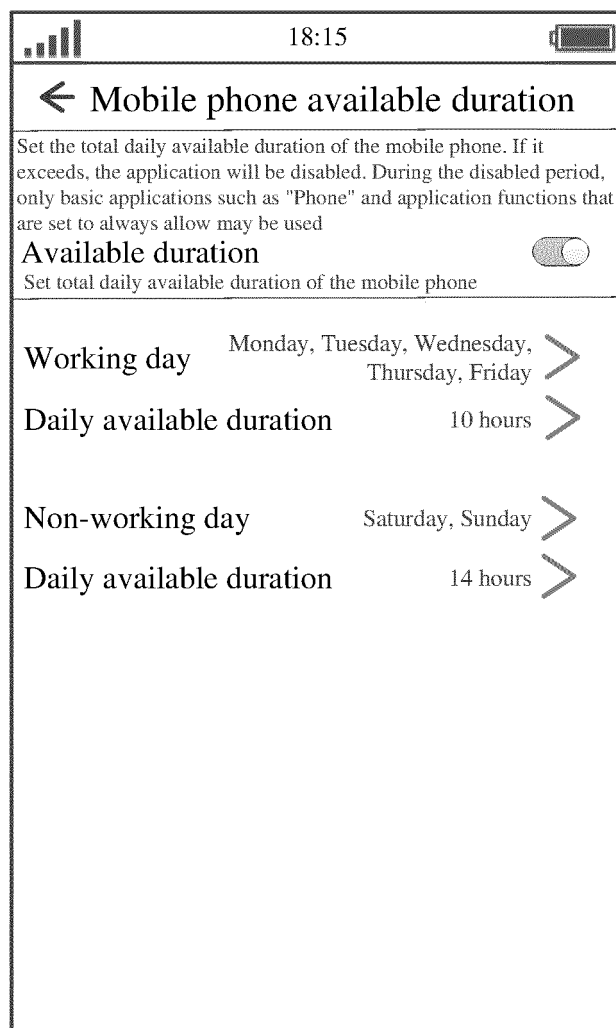 18:15
Mobile phone available duration
Set the total daily available duration of the mobile phone. If it
exceeds, the application will be disabled. During the disabled period,
only basic applications such as "Phone" and application functions that
are set to always allow may be used
Available duration
Set total daily available duration of the mobile phone
Working day
Monday, Tuesday, Wednesday,
Thursday, Friday
Daily available duration 10 hours
Non-working day Saturday, Sunday
Daily available duration 14 hours